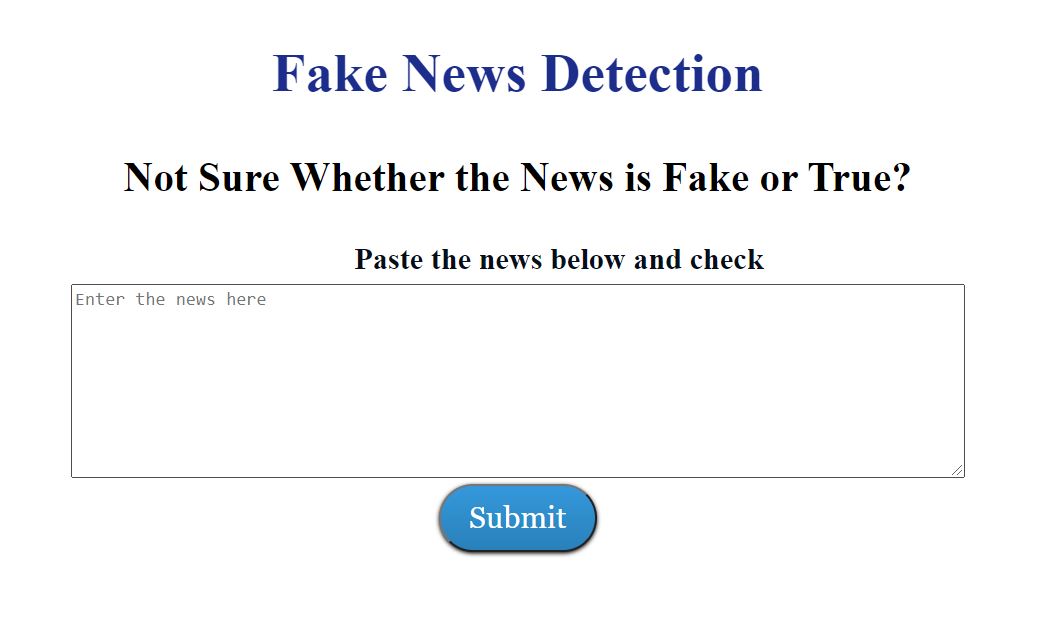 Fake News Detection
Not Sure Whether the News is Fake or True?
Paste the news below and check
Enter the news here
Submit